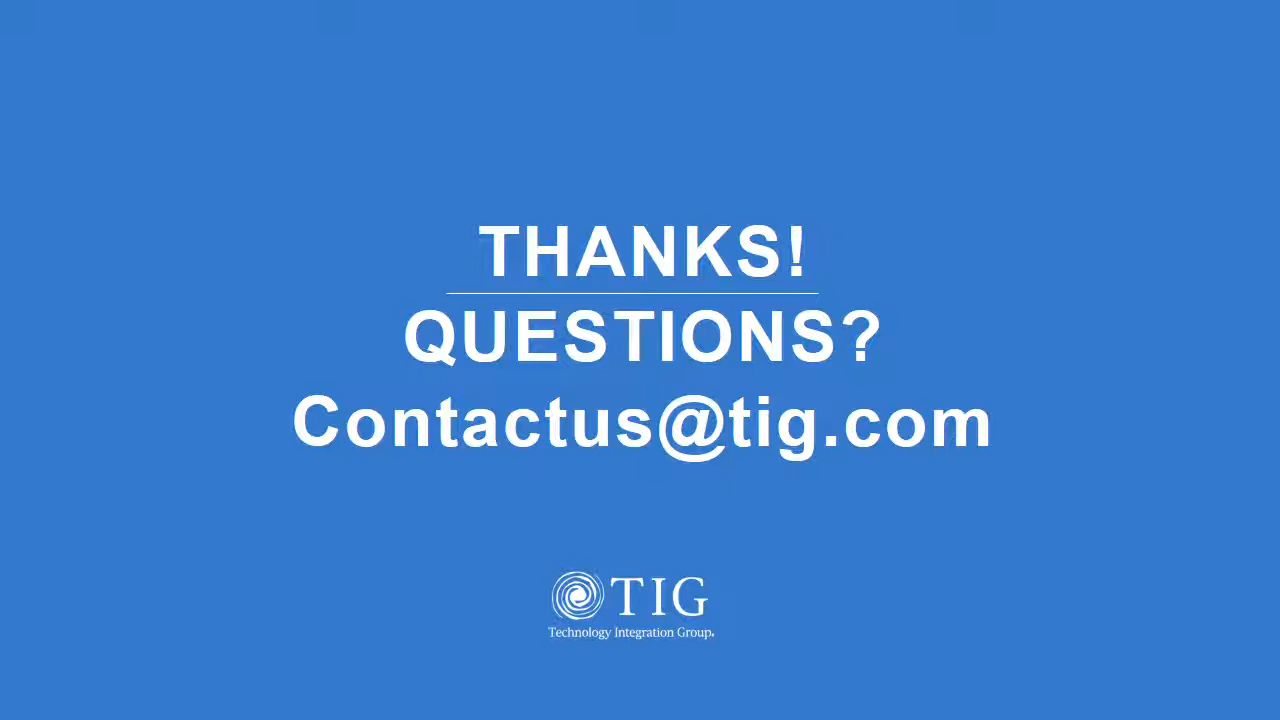 THANKS!
QUESTIONS?
Contactus@tig.com
TIG
Technology Integration Group.